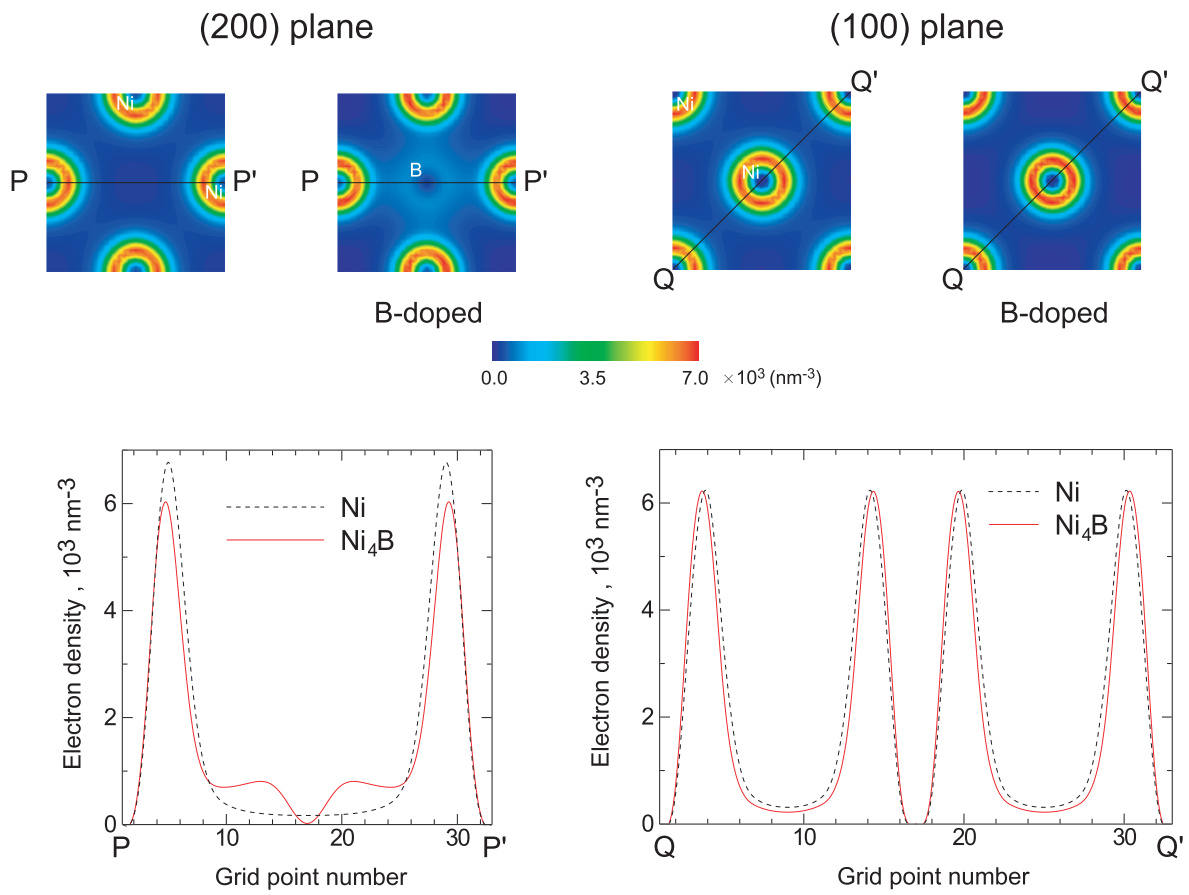 (200) plane
(100) plane
Ni
P
P'
Ni
B
P
P'
Ni
Ni
Q
Q'
Q
Q'
B-doped
B-doped
0.0
3.5
7.0
×10³ (nm⁻³)
Electron density , 10³ nm-3
6
4
2
0
Ni
Ni₄B
P
10
20
30
P'
Grid point number
Electron density , 10³ nm-3
6
4
2
0
Ni
Ni₄B
Q
10
20
30
Q'
Grid point number